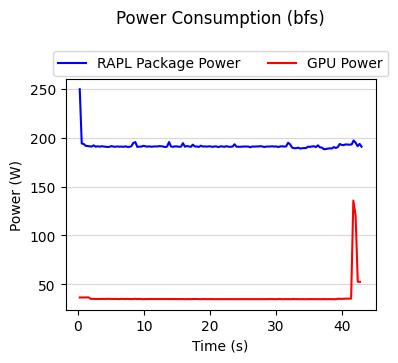 Power Consumption (bfs)
RAPL Package Power GPU Power
250
200
150
100
50
Power (W)
0 10 20 30 40
Time (s)